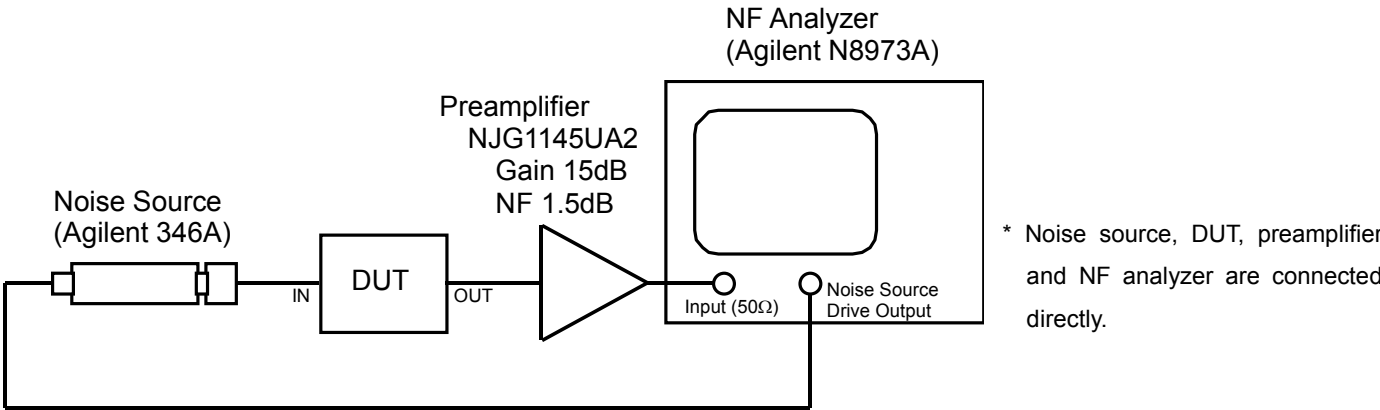 NF Analyzer
(Agilent N8973A)
Preamplifier
NJG1145UA2
Gain 15dB
NF 1.5dB
Noise Source
(Agilent 346A)
DUT
IN
OUT
Input (50Ω)
Noise Source
Drive Output
* Noise source, DUT, preamplifier
and NF analyzer are connected
directly.